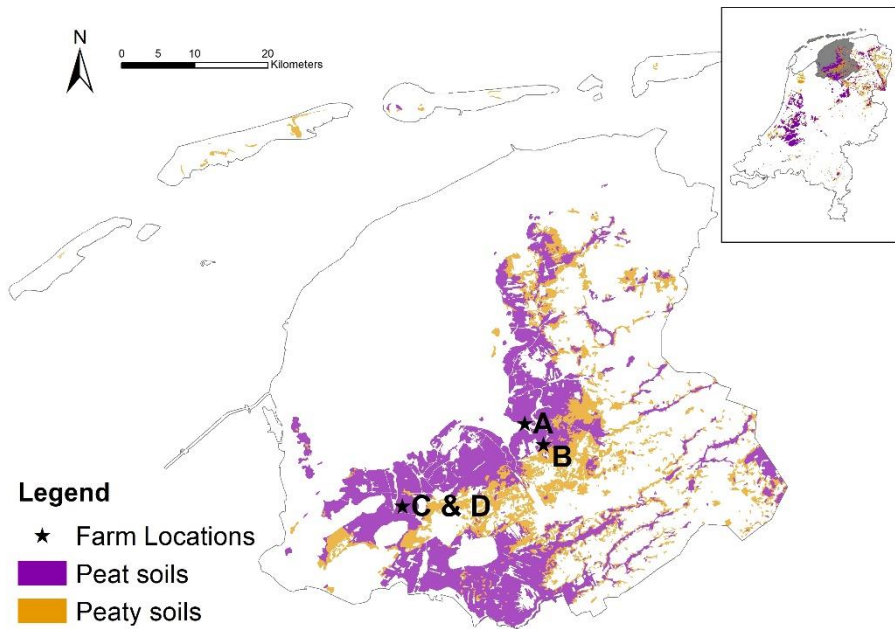 N
0 5 10 20
Kilometers
A
B
C & D
Legend
Farm Locations
Peat soils
Peaty soils